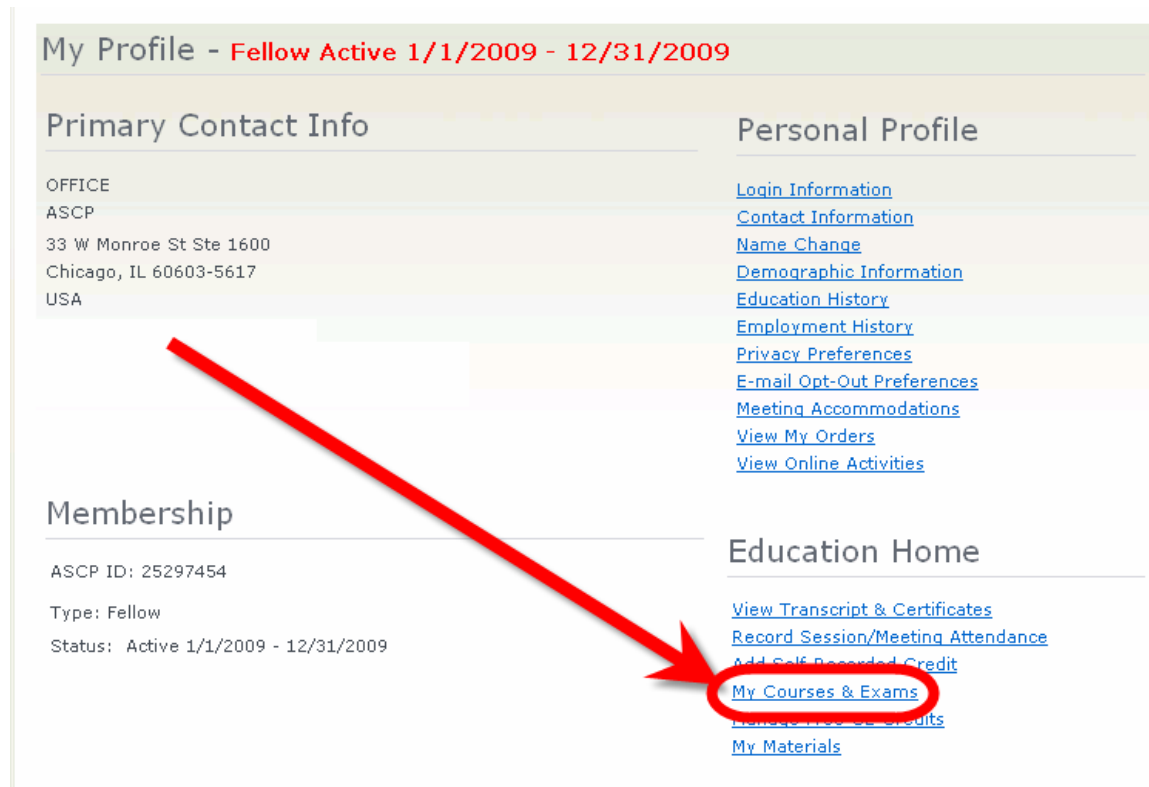 My Profile - Fellow Active 1/1/2009 - 12/31/2009
Primary Contact Info
OFFICE
ASCP
33 W Monroe St Ste 1600
Chicago, IL 60603-5617
USA
Membership
ASCP ID: 25297454
Type: Fellow
Status: Active 1/1/2009 - 12/31/2009
Personal Profile
Login Information
Contact Information
Name Change
Demographic Information
Education History
Employment History
Privacy Preferences
E-mail Opt-Out Preferences
Meeting Accommodations
View My Orders
View Online Activities
Education Home
View Transcript & Certificates
Record Session/Meeting Attendance
Add Self-Recorded Credit
My Courses & Exams
Manage Free CE Credits
My Materials